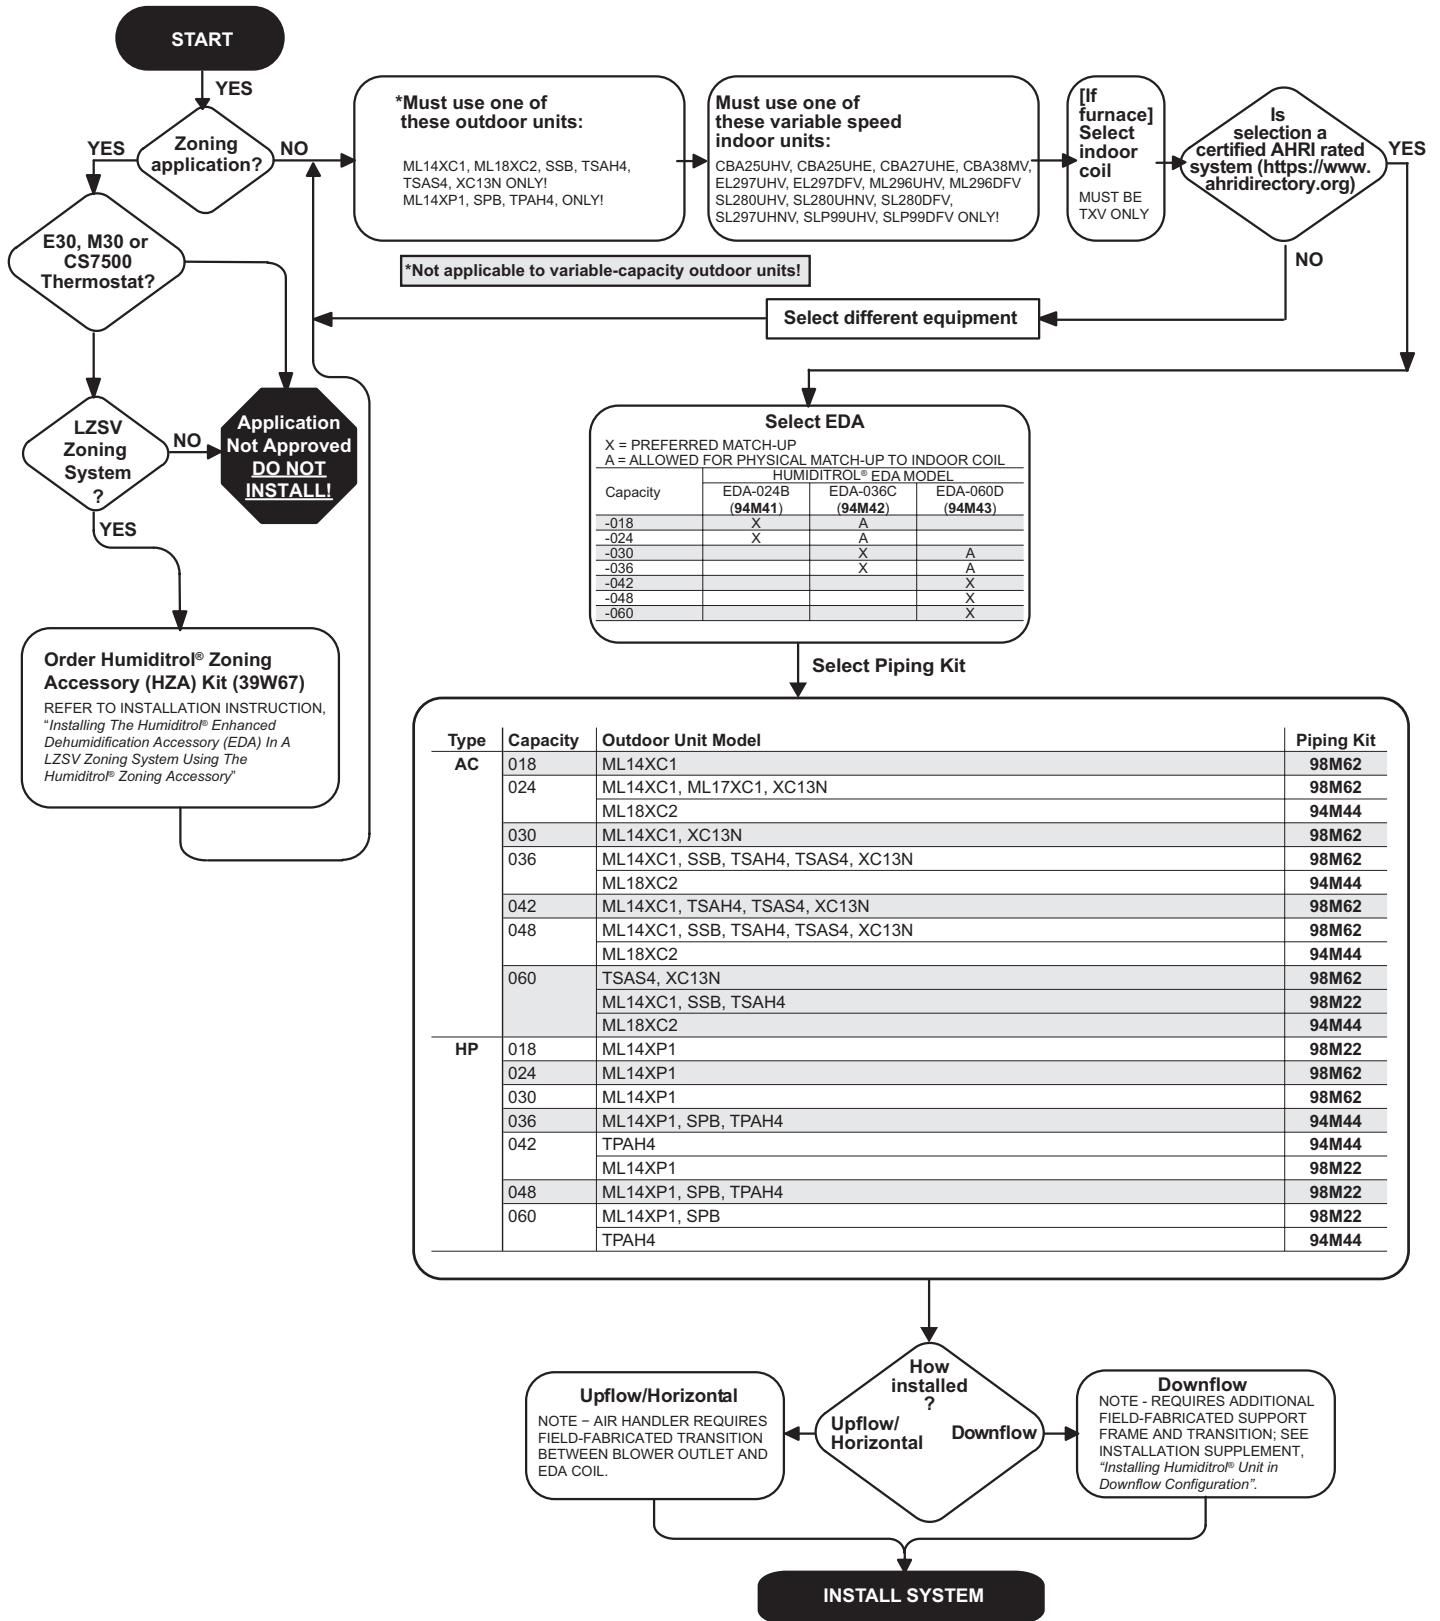 START
YES
Zoning
application?
YES
NO
*Must use one of
these outdoor units:
ML14XC1, ML18XC2, SSB, TSAH4,
TSAS4, XC13N ONLY!
ML14XP1, SPB, TPAH4, ONLY!
Must use one of
these variable speed
indoor units:
CBA25UHV, CBA25UHE, CBA27UHE, CBA38MV,
EL297UHV, EL297DFV, ML296UHV, ML296DFV
SL280UHV, SL280UHNV, SL280DFV,
SL297UHNV, SLP99UHV, SLP99DFV ONLY!
[If
furnace]
Select
indoor
coil
MUST BE
TXV ONLY
Is
selection a
certified AHRI rated
system (https://www.
ahridirectory.org)
YES
NO
*Not applicable to variable-capacity outdoor units!
Select different equipment
E30, M30 or
CS7500
Thermostat?
LZSV
Zoning
System
?
NO
YES
Application
Not Approved
DO NOT
INSTALL!
Order Humiditrol® Zoning
Accessory (HZA) Kit (39W67)
REFER TO INSTALLATION INSTRUCTION,
“Installing The Humiditrol® Enhanced
Dehumidification Accessory (EDA) In A
LZSV Zoning System Using The
Humiditrol® Zoning Accessory”
Select EDA
X = PREFERRED MATCH-UP
A = ALLOWED FOR PHYSICAL MATCH-UP TO INDOOR COIL
HUMIDITROL® EDA MODEL
Capacity EDA-024B EDA-036C EDA-060D
(94M41) (94M42) (94M43)
-018 X A
-024 X A
-030 X A
-036 X A
-042 X
-048 X
-060 X
Select Piping Kit
Type Capacity Outdoor Unit Model Piping Kit
AC 018 ML14XC1 98M62
024 ML14XC1, ML17XC1, XC13N 98M62
ML18XC2 94M44
030 ML14XC1, XC13N 98M62
036 ML14XC1, SSB, TSAH4, TSAS4, XC13N 98M62
ML18XC2 94M44
042 ML14XC1, TSAH4, TSAS4, XC13N 98M62
048 ML14XC1, SSB, TSAH4, TSAS4, XC13N 98M62
ML18XC2 94M44
060 TSAS4, XC13N 98M62
ML14XC1, SSB, TSAH4 98M22
ML18XC2 94M44
HP 018 ML14XP1 98M22
024 ML14XP1 98M62
030 ML14XP1 98M62
036 ML14XP1, SPB, TPAH4 94M44
042 TPAH4 94M44
ML14XP1 98M22
048 ML14XP1, SPB, TPAH4 98M22
060 ML14XP1, SPB 98M22
TPAH4 94M44
How
installed
?
Upflow/
Horizontal
Downflow
Upflow/Horizontal
NOTE – AIR HANDLER REQUIRES
FIELD-FABRICATED TRANSITION
BETWEEN BLOWER OUTLET AND
EDA COIL.
Downflow
NOTE - REQUIRES ADDITIONAL
FIELD-FABRICATED SUPPORT
FRAME AND TRANSITION; SEE
INSTALLATION SUPPLEMENT,
“Installing Humiditrol® Unit in
Downflow Configuration”.
INSTALL SYSTEM